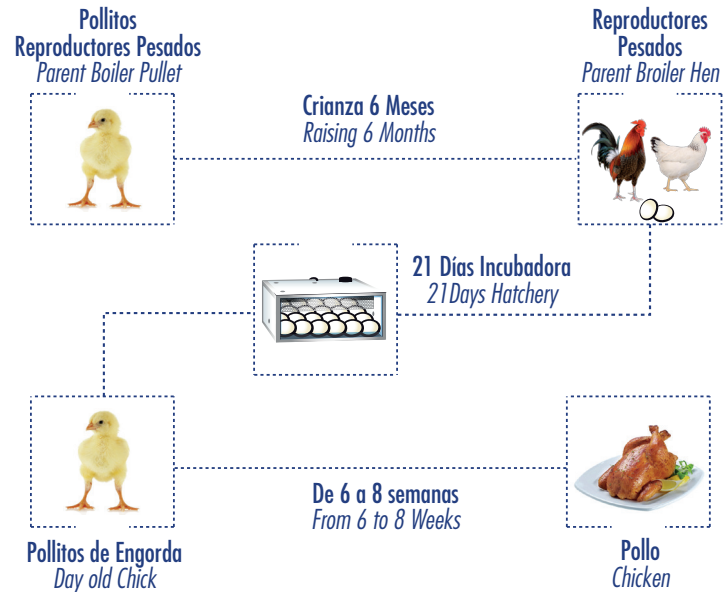 Pollitos
Reproductores Pesados
Parent Boiler Pullet
Reproductores
Pesados
Parent Broiler Hen
Crianza 6 Meses
Raising 6 Months
21 Días Incubadora
21Days Hatchery
De 6 a 8 semanas
From 6 to 8 Weeks
Pollitos de Engorda
Day old Chick
Pollo
Chicken